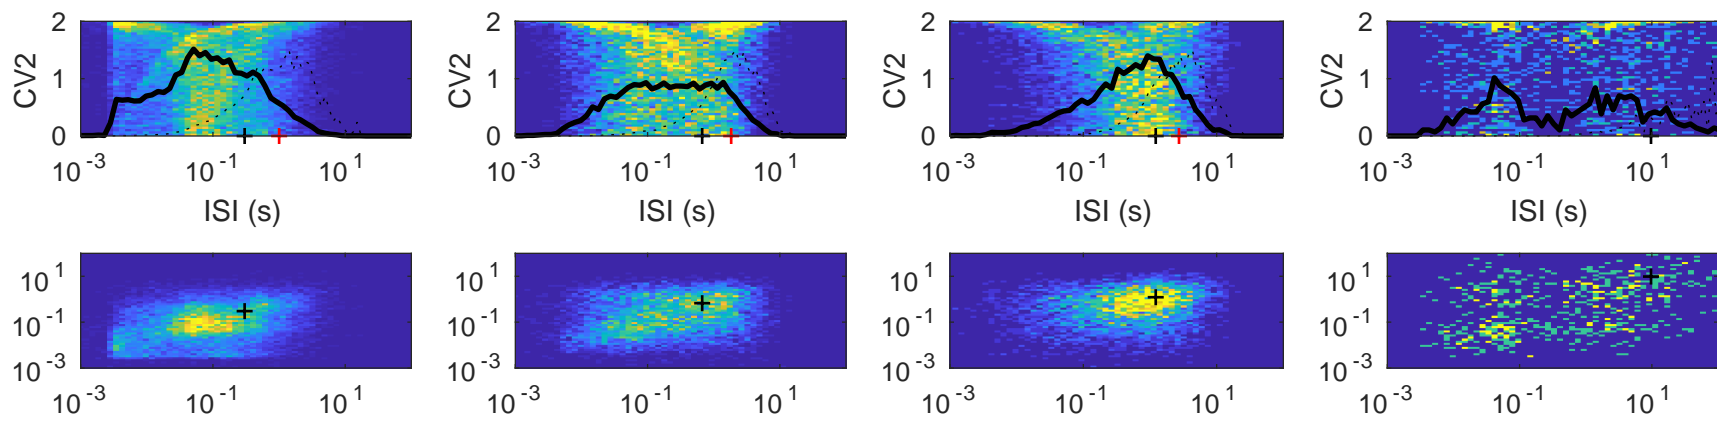 2 2 2 2
CV2 CV2 CV2 CV2
1 1 1 1
0 0 0 0
10^-3 10^-1 10^1 10^-3 10^-1 10^1 10^-3 10^-1 10^1 10^-3 10^-1 10^1
ISI (s) ISI (s) ISI (s) ISI (s)
10^1 10^1 10^1 10^1
10^-1 10^-1 10^-1 10^-1
10^-3 10^-3 10^-3 10^-3
10^-3 10^-1 10^1 10^-3 10^-1 10^1 10^-3 10^-1 10^1 10^-3 10^-1 10^1